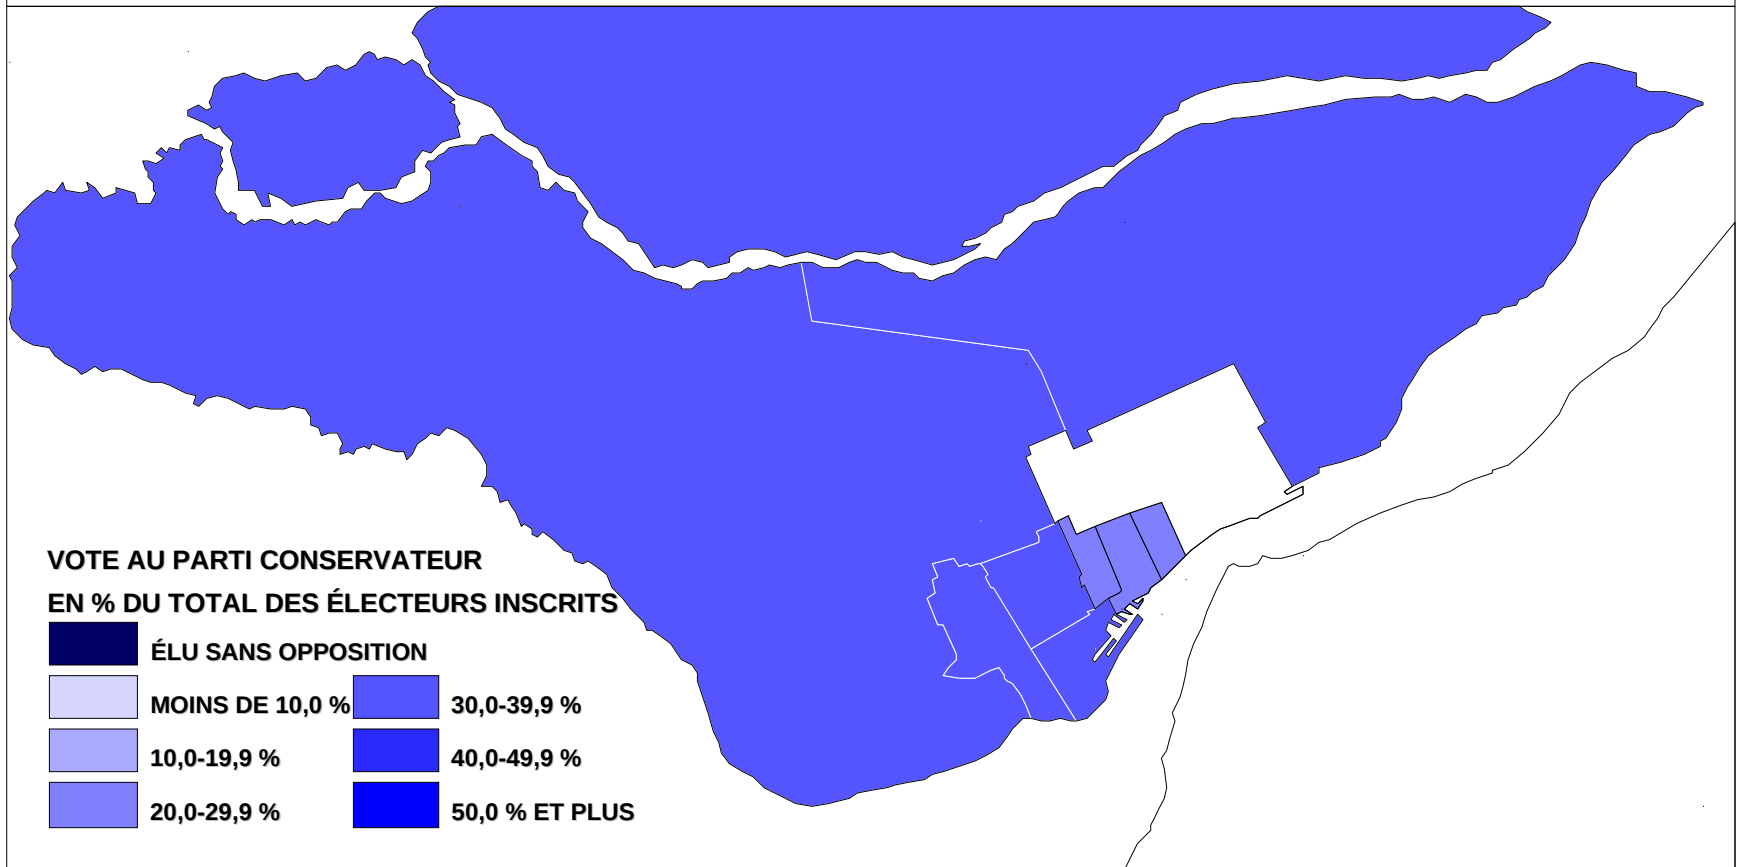 VOTE AU PARTI CONSERVATEUR
EN % DU TOTAL DES ÉLECTEURS INSCRITS
ÉLU SANS OPPOSITION
MOINS DE 10,0 %
30,0-39,9 %
10,0-19,9 %
40,0-49,9 %
20,0-29,9 %
50,0 % ET PLUS